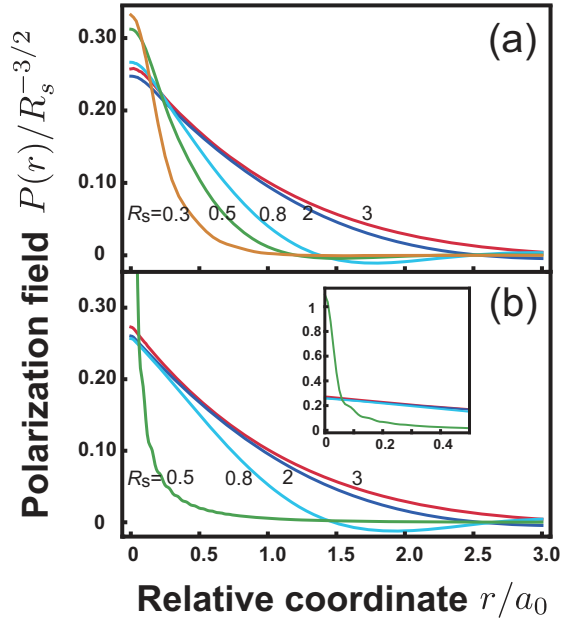 Polarization field P(r)/R_s^{-3/2}
(a)
0.30
0.20
0.10
0
R_s=0.3 0.5 0.8 2 3
(b)
0.30
0.20
0.10
0
R_s=0.5 0.8 2 3
1
0.8
0.6
0.4
0.2
0
0 0.2 0.4
0 0.5 1.0 1.5 2.0 2.5 3.0
Relative coordinate r/a_0